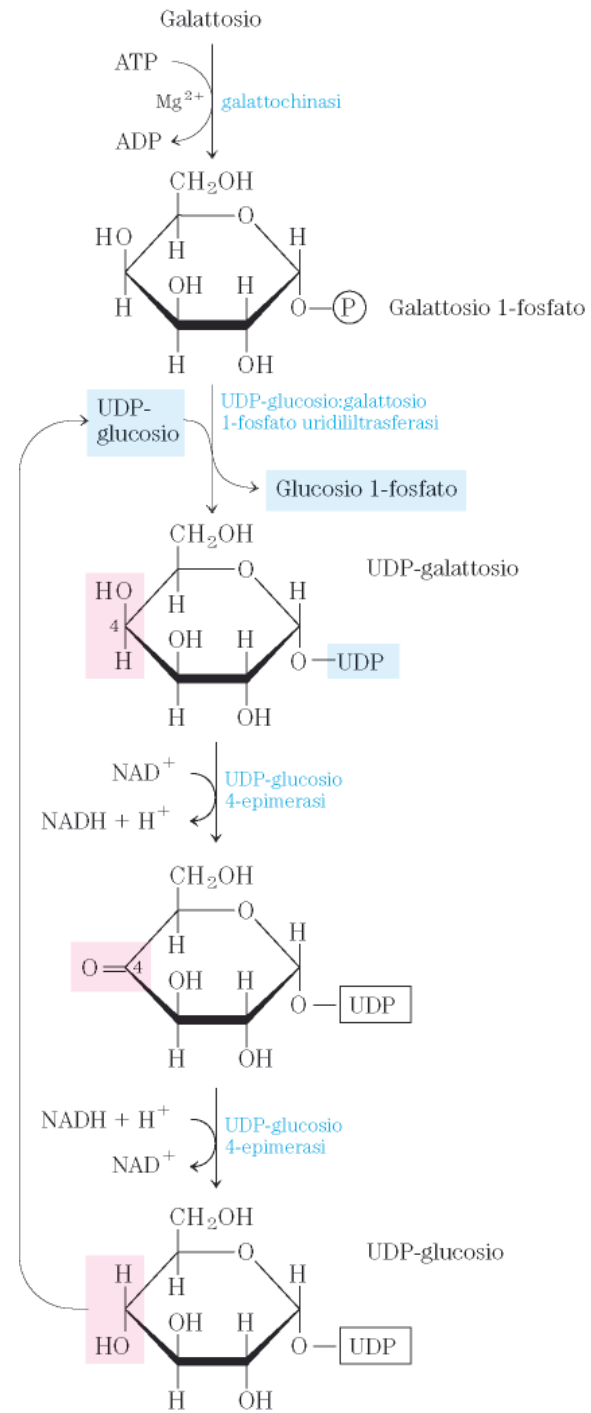 Galattosio
ATP
Mg²⁺ galattochinasi
ADP
CH₂OH
O
HO H
H
OH H
H O P Galattosio 1-fosfato
H OH
UDP-
glucosio
UDP-glucosio:galattosio
1-fosfato uridililtrasferasi
Glucosio 1-fosfato
CH₂OH
UDP-galattosio
O
HO H
H
4
OH H
H O UDP
H OH
NAD⁺
UDP-glucosio
4-epimerasi
NADH + H⁺
CH₂OH
O
H
H
O 4
OH H
O UDP
H OH
NADH + H⁺
UDP-glucosio
4-epimerasi
NAD⁺
CH₂OH
UDP-glucosio
O
H H
H
OH H
HO O UDP
H OH